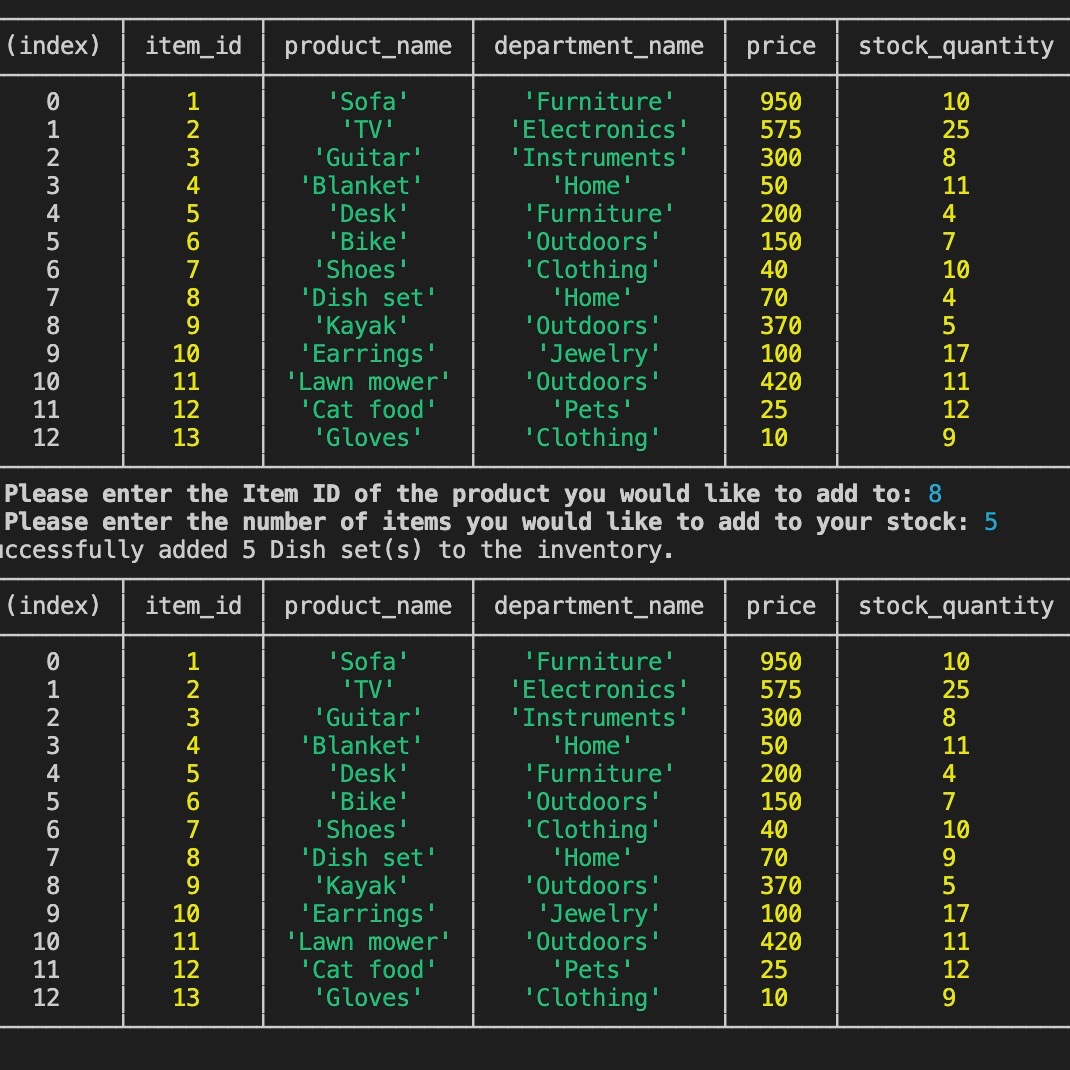 (index) item_id product_name department_name price stock_quantity
0 1 'Sofa' 'Furniture' 950 10
1 2 'TV' 'Electronics' 575 25
2 3 'Guitar' 'Instruments' 300 8
3 4 'Blanket' 'Home' 50 11
4 5 'Desk' 'Furniture' 200 4
5 6 'Bike' 'Outdoors' 150 7
6 7 'Shoes' 'Clothing' 40 10
7 8 'Dish set' 'Home' 70 4
8 9 'Kayak' 'Outdoors' 370 5
9 10 'Earrings' 'Jewelry' 100 17
10 11 'Lawn mower' 'Outdoors' 420 11
11 12 'Cat food' 'Pets' 25 12
12 13 'Gloves' 'Clothing' 10 9
Please enter the Item ID of the product you would like to add to: 8
Please enter the number of items you would like to add to your stock: 5
uccessfully added 5 Dish set(s) to the inventory.
(index) item_id product_name department_name price stock_quantity
0 1 'Sofa' 'Furniture' 950 10
1 2 'TV' 'Electronics' 575 25
2 3 'Guitar' 'Instruments' 300 8
3 4 'Blanket' 'Home' 50 11
4 5 'Desk' 'Furniture' 200 4
5 6 'Bike' 'Outdoors' 150 7
6 7 'Shoes' 'Clothing' 40 10
7 8 'Dish set' 'Home' 70 9
8 9 'Kayak' 'Outdoors' 370 5
9 10 'Earrings' 'Jewelry' 100 17
10 11 'Lawn mower' 'Outdoors' 420 11
11 12 'Cat food' 'Pets' 25 12
12 13 'Gloves' 'Clothing' 10 9